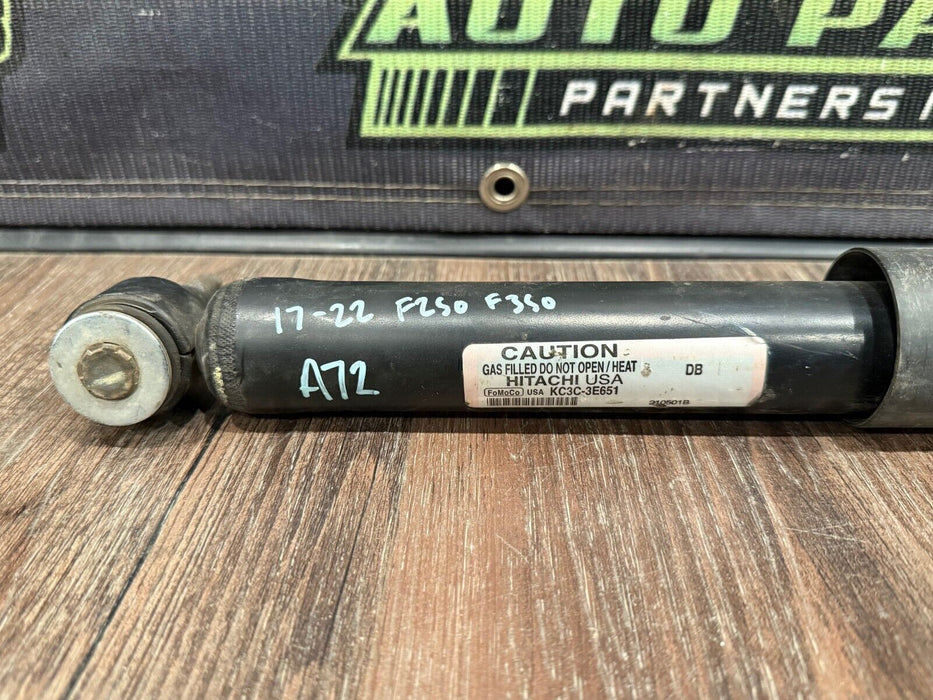 AUTO PA
PARTNERS
17-22 F250 F350
A72
CAUTION
GAS FILLED DO NOT OPEN / HEAT
DB
HITACHI USA
FoMoCo USA KC3C-3E651
210501B